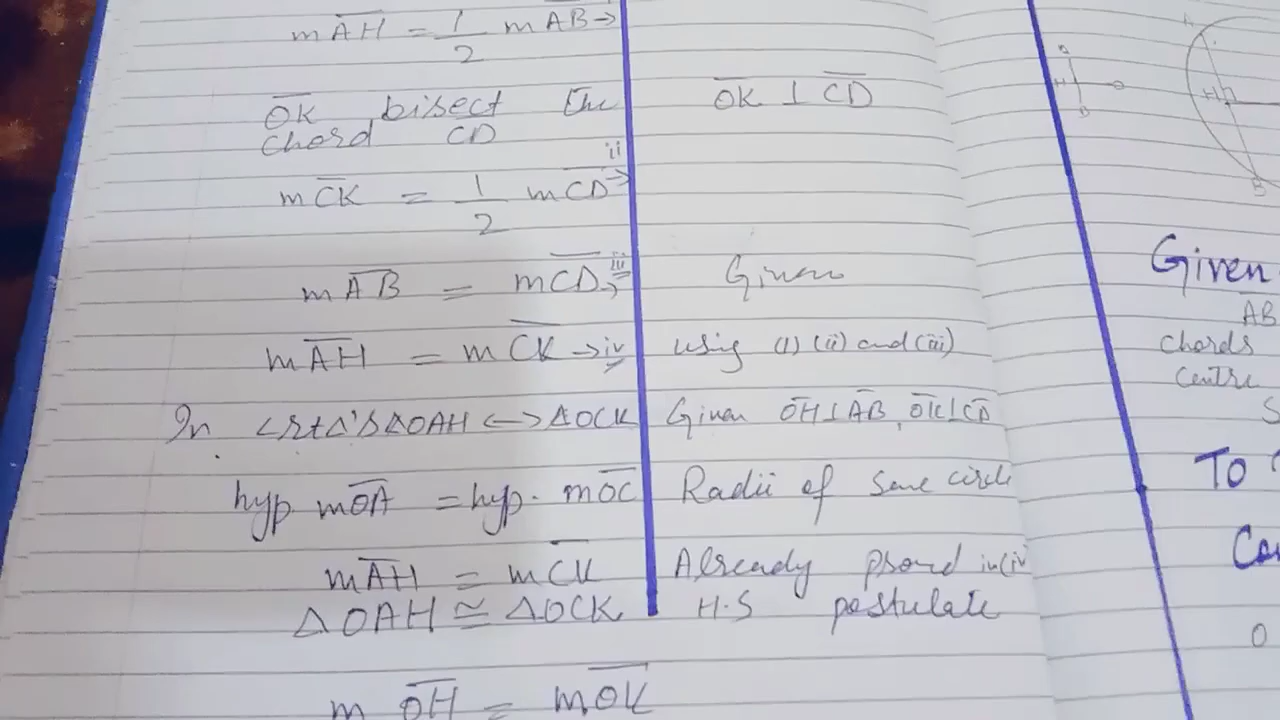 mAH = 1/2 mAB→
OK bisect the OK ⊥ CD
chord CD
ii
mCK = 1/2 mCD→
mAB = mCD→ iii Given
mAH = mCK →iv using (i) (ii) and (iii)
In <rt△'s △OAH ↔ △OCK Given OH⊥AB, OK⊥CD
hyp mOA = hyp. mOC Radii of same circle
mAH = mCK Already proved in (iv
△OAH ≅ △OCK H.S postulate
m OH = mOK
Given
AB
chords
Centre
To
O